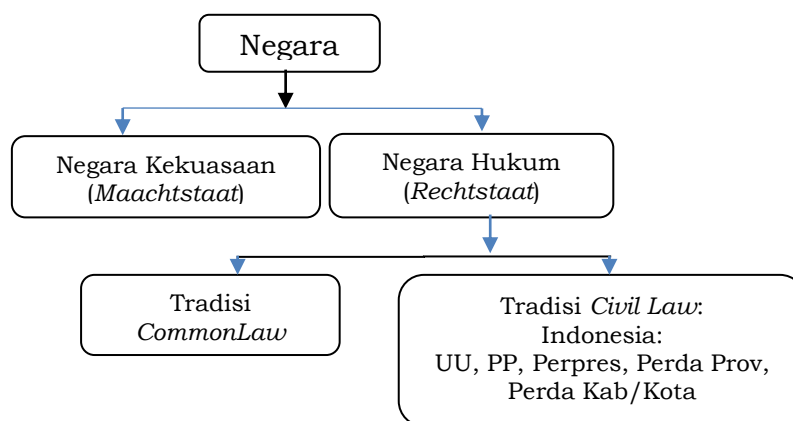 Negara
Negara Kekuasaan
(Maachtstaat)
Negara Hukum
(Rechtstaat)
Tradisi
CommonLaw
Tradisi Civil Law:
Indonesia:
UU, PP, Perpres, Perda Prov,
Perda Kab/Kota